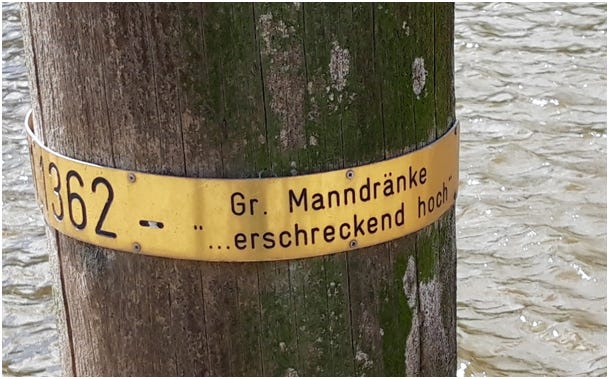 1362 – Gr. Manndränke
"...erschreckend hoch"